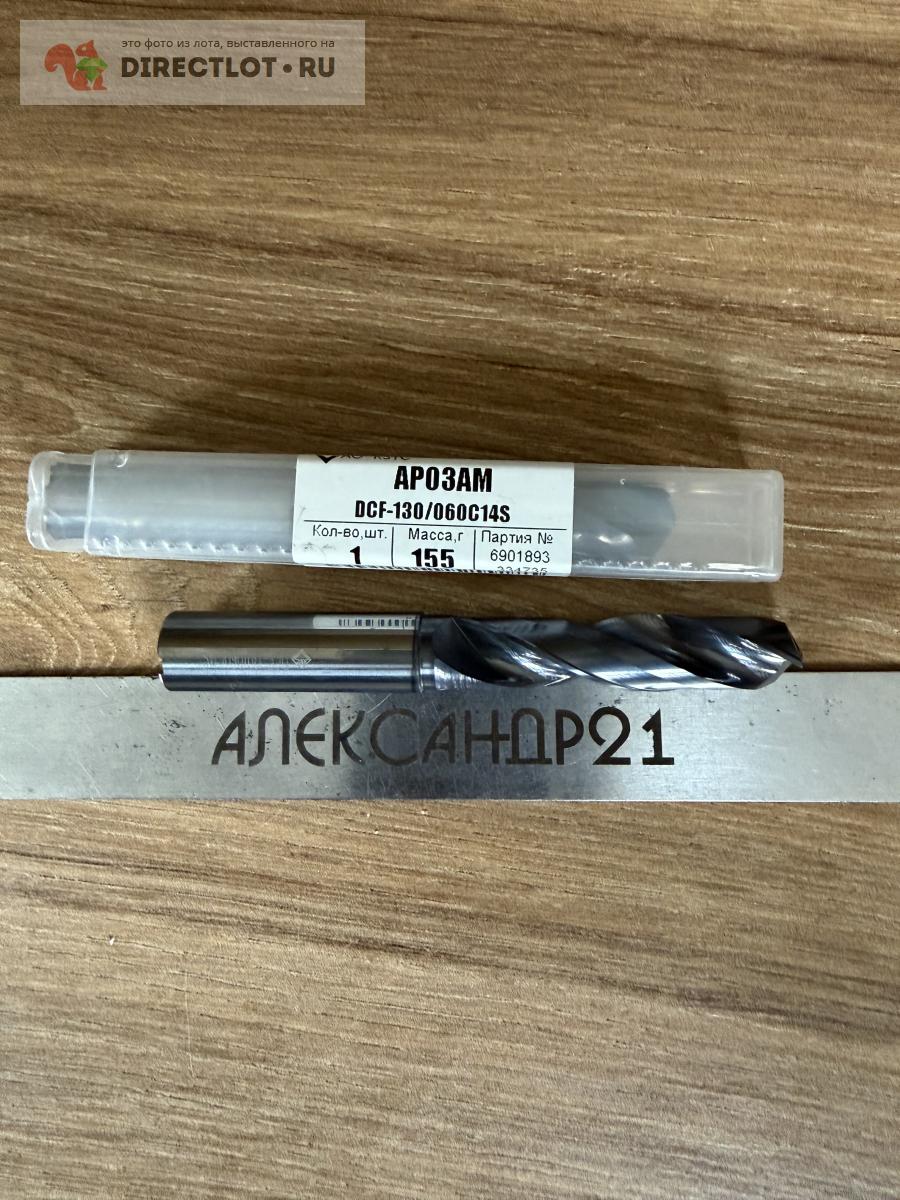 это фото из лота, выставленного на
DIRECTLOT.RU
AP03AM
DCF-130/060C14S
Кол-во,шт. Масса,г Партия №
1 155 6901893
АЛЕКСАНДР21